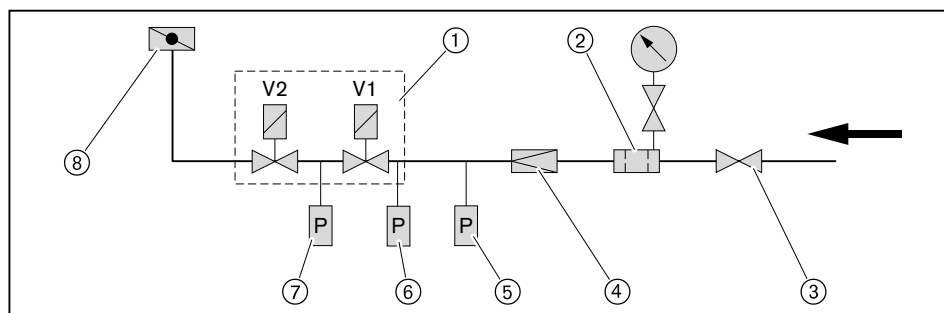 ① ②
V2 V1
⑧
P P P
⑦ ⑥ ⑤ ④ ③